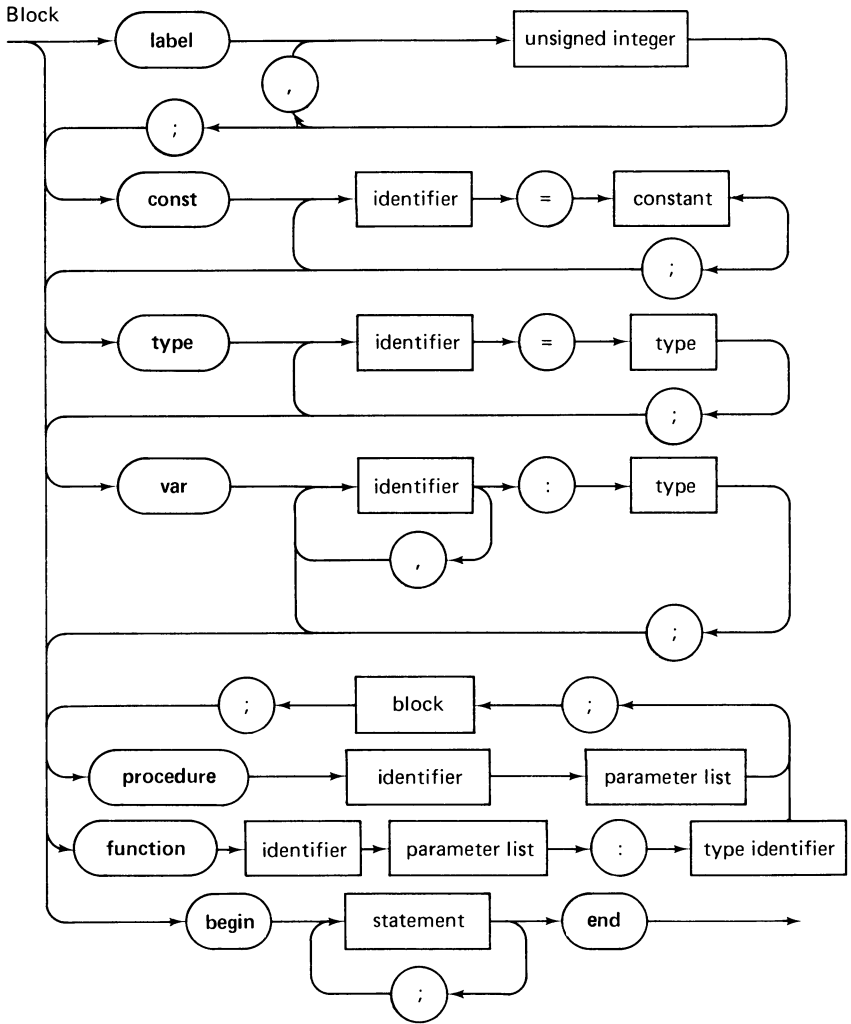 Block
label
unsigned integer
,
;
const
identifier
=
constant
;
type
identifier
=
type
;
var
identifier
:
type
,
;
;
block
;
procedure
identifier
parameter list
function
identifier
parameter list
:
type identifier
begin
statement
end
;